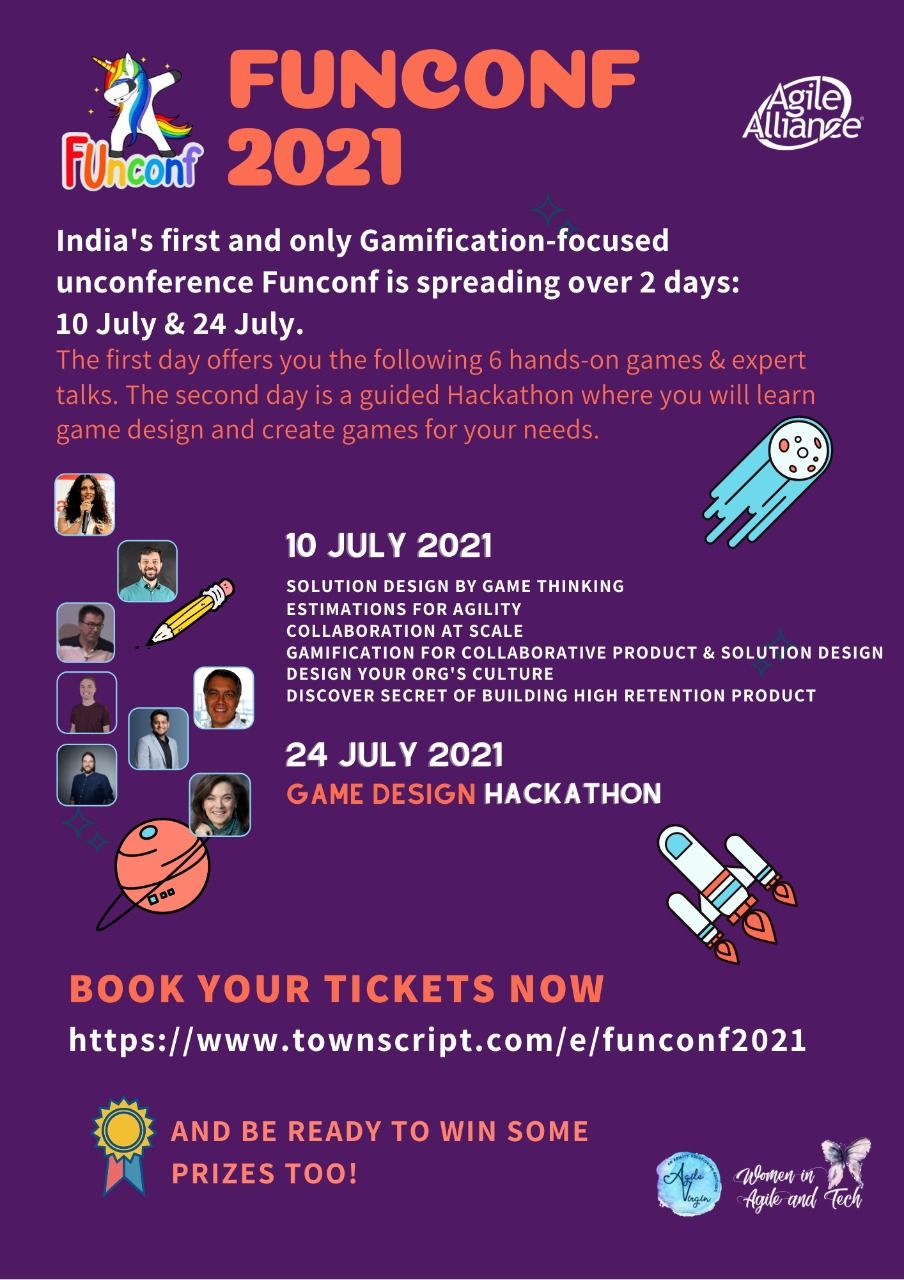 FUNCONF
2021
FUnconf
Agile
Alliance
India's first and only Gamification-focused
unconference Funconf is spreading over 2 days:
10 July & 24 July.
The first day offers you the following 6 hands-on games & expert
talks. The second day is a guided Hackathon where you will learn
game design and create games for your needs.
10 JULY 2021
SOLUTION DESIGN BY GAME THINKING
ESTIMATIONS FOR AGILITY
COLLABORATION AT SCALE
GAMIFICATION FOR COLLABORATIVE PRODUCT & SOLUTION DESIGN
DESIGN YOUR ORG'S CULTURE
DISCOVER SECRET OF BUILDING HIGH RETENTION PRODUCT
24 JULY 2021
GAME DESIGN HACKATHON
BOOK YOUR TICKETS NOW
https://www.townscript.com/e/funconf2021
AND BE READY TO WIN SOME
PRIZES TOO!
Agile
Virgin
Women in
Agile and Tech